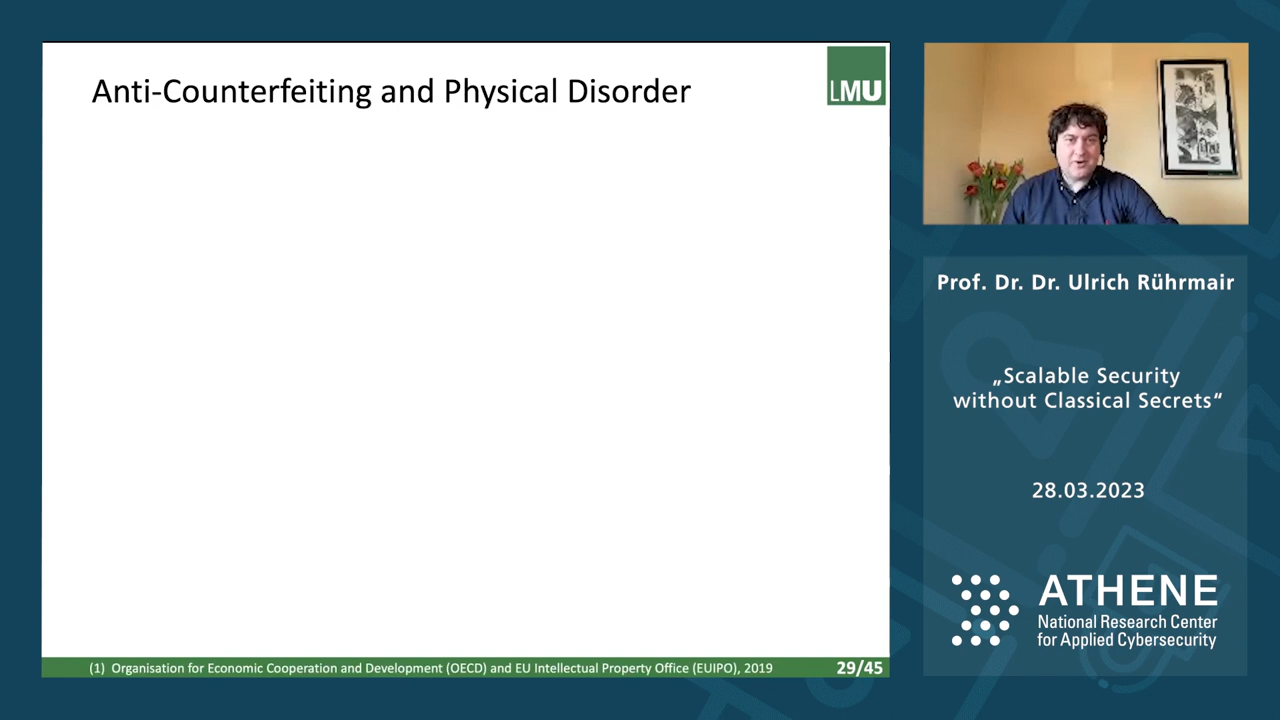 Anti-Counterfeiting and Physical Disorder
LMU
(1) Organisation for Economic Cooperation and Development (OECD) and EU Intellectual Property Office (EUIPO), 2019
29/45
Prof. Dr. Dr. Ulrich Rührmair
„Scalable Security
without Classical Secrets“
28.03.2023
ATHENE
National Research Center
for Applied Cybersecurity